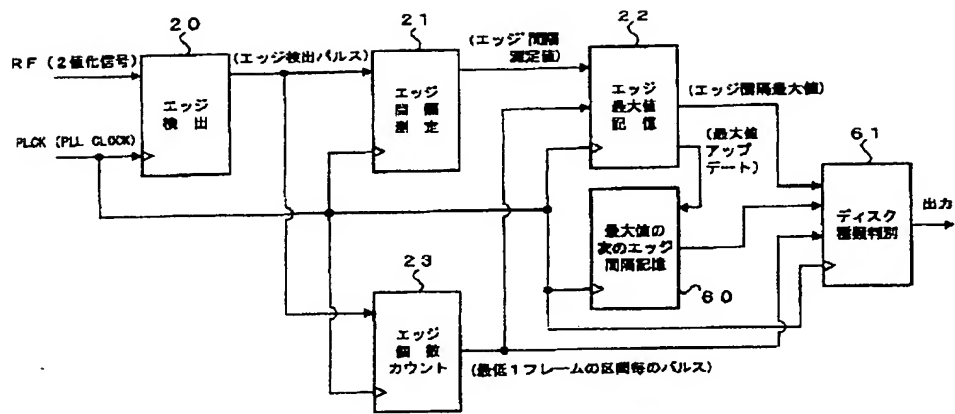 20
RF (2値化信号)
エッジ
検 出
(エッジ検出パルス)
PLCK (PLL CLOCK)
21
エッジ
間 隔
測 定
(エッジ間隔
測定値)
22
エッジ
最大値
記 憶
(エッジ間隔最大値)
(最大値
アップ
デート)
61
ディスク
種類判別
出力
最大値の
次のエッジ
間隔記憶
60
23
エッジ
個 数
カウント
(最低1フレームの区間毎のパルス)